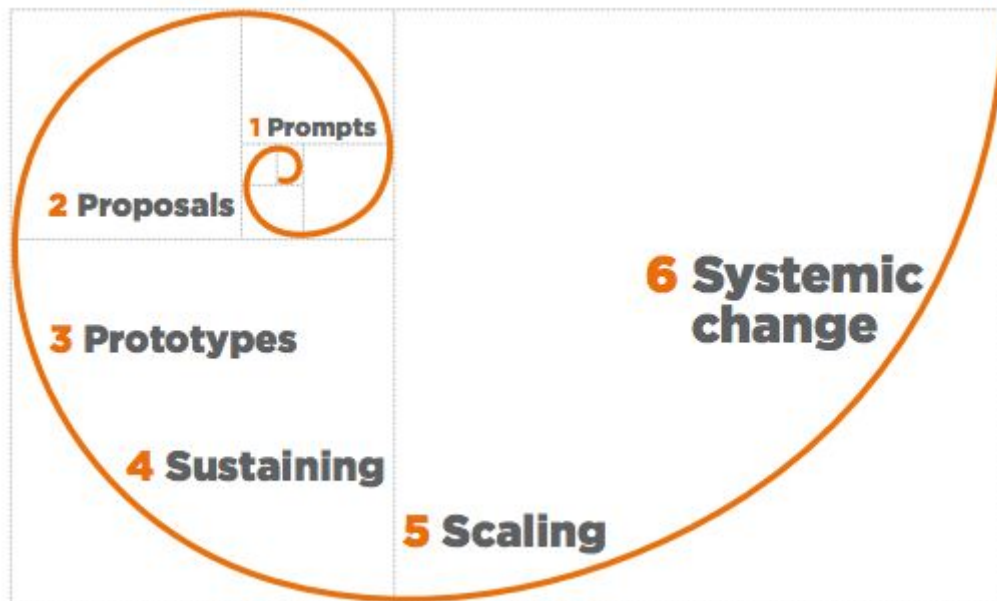 1 Prompts
2 Proposals
3 Prototypes
4 Sustaining
5 Scaling
6 Systemic
change